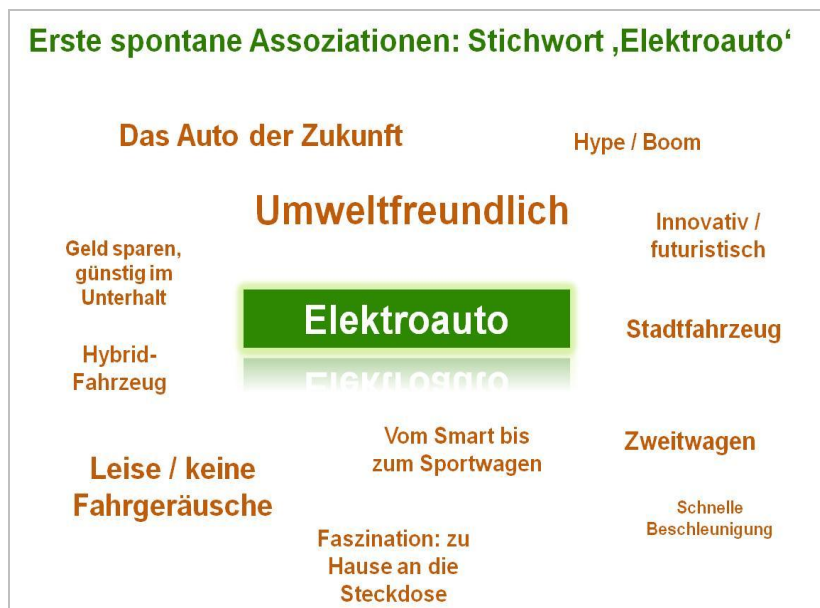 Erste spontane Assoziationen: Stichwort ‚Elektroauto‘
Das Auto der Zukunft
Hype / Boom
Umweltfreundlich
Innovativ /
futuristisch
Geld sparen,
günstig im
Unterhalt
Elektroauto
Stadtfahrzeug
Hybrid-
Fahrzeug
Vom Smart bis
zum Sportwagen
Zweitwagen
Leise / keine
Fahrgeräusche
Schnelle
Beschleunigung
Faszination: zu
Hause an die
Steckdose